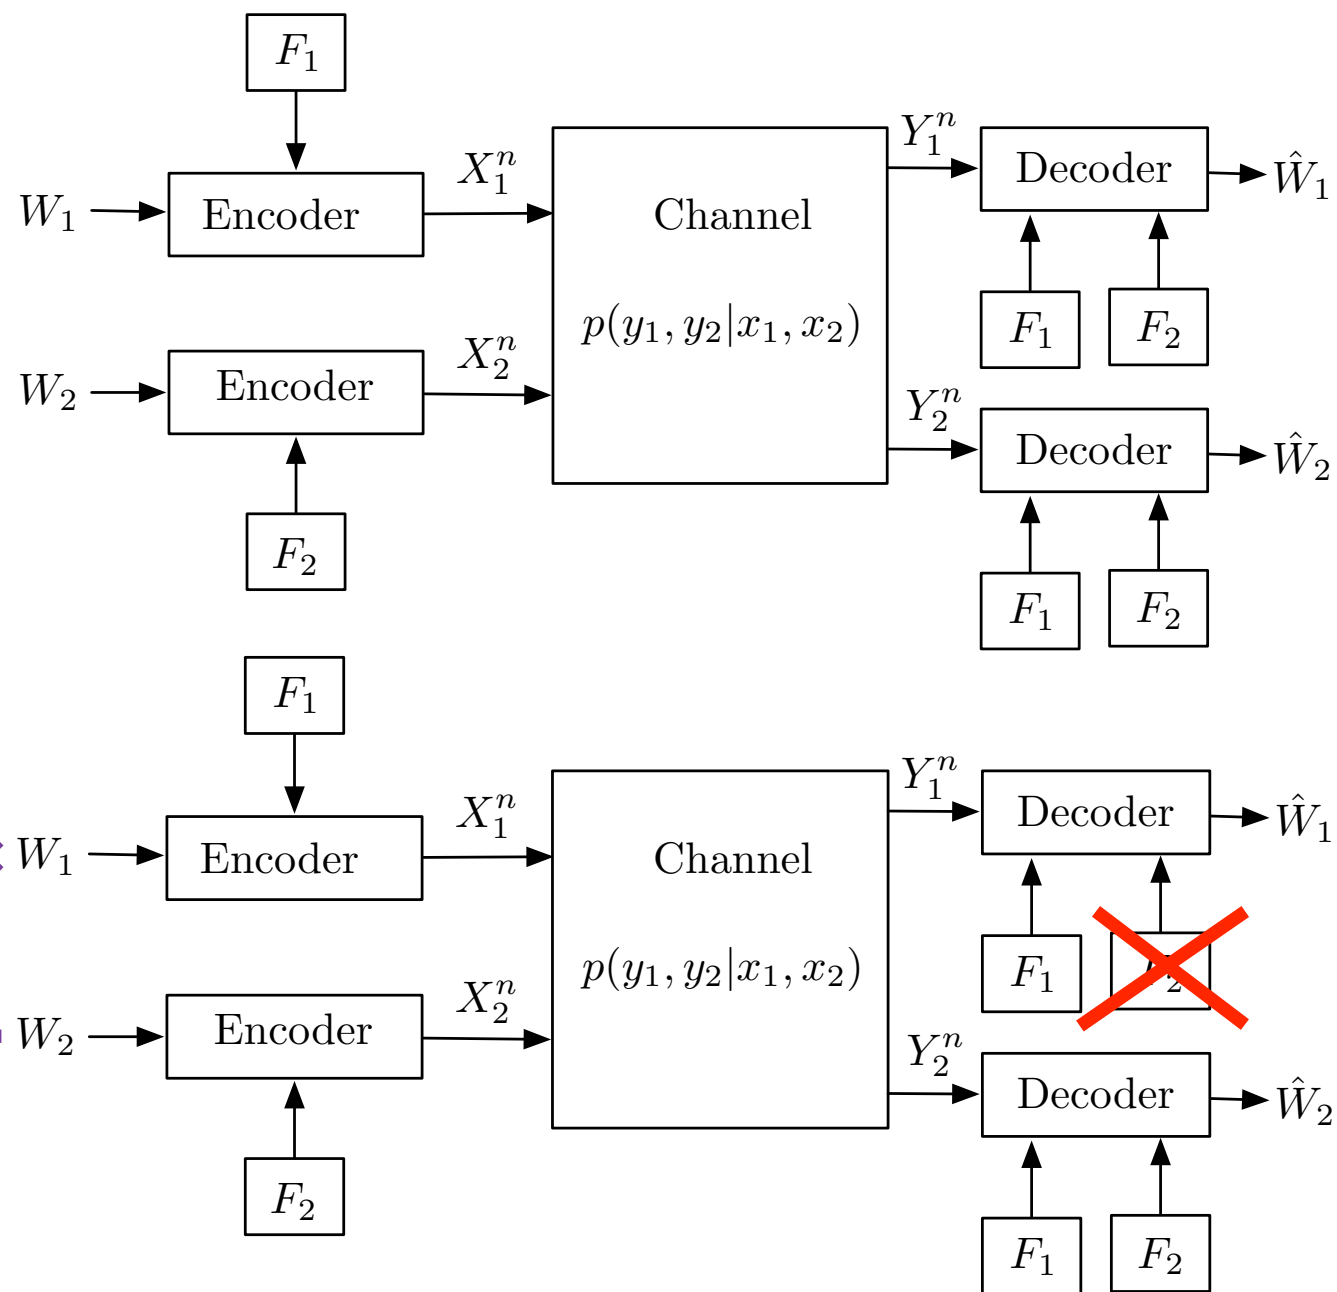 F₁
W₁ Encoder X₁ⁿ Channel Y₁ⁿ Decoder Ŵ₁
p(y₁, y₂|x₁, x₂)
F₁ F₂
W₂ Encoder X₂ⁿ Y₂ⁿ Decoder Ŵ₂
F₂
F₁ F₂
F₁
W₁ Encoder X₁ⁿ Channel Y₁ⁿ Decoder Ŵ₁
p(y₁, y₂|x₁, x₂)
F₁ F₂
W₂ Encoder X₂ⁿ Y₂ⁿ Decoder Ŵ₂
F₂
F₁ F₂